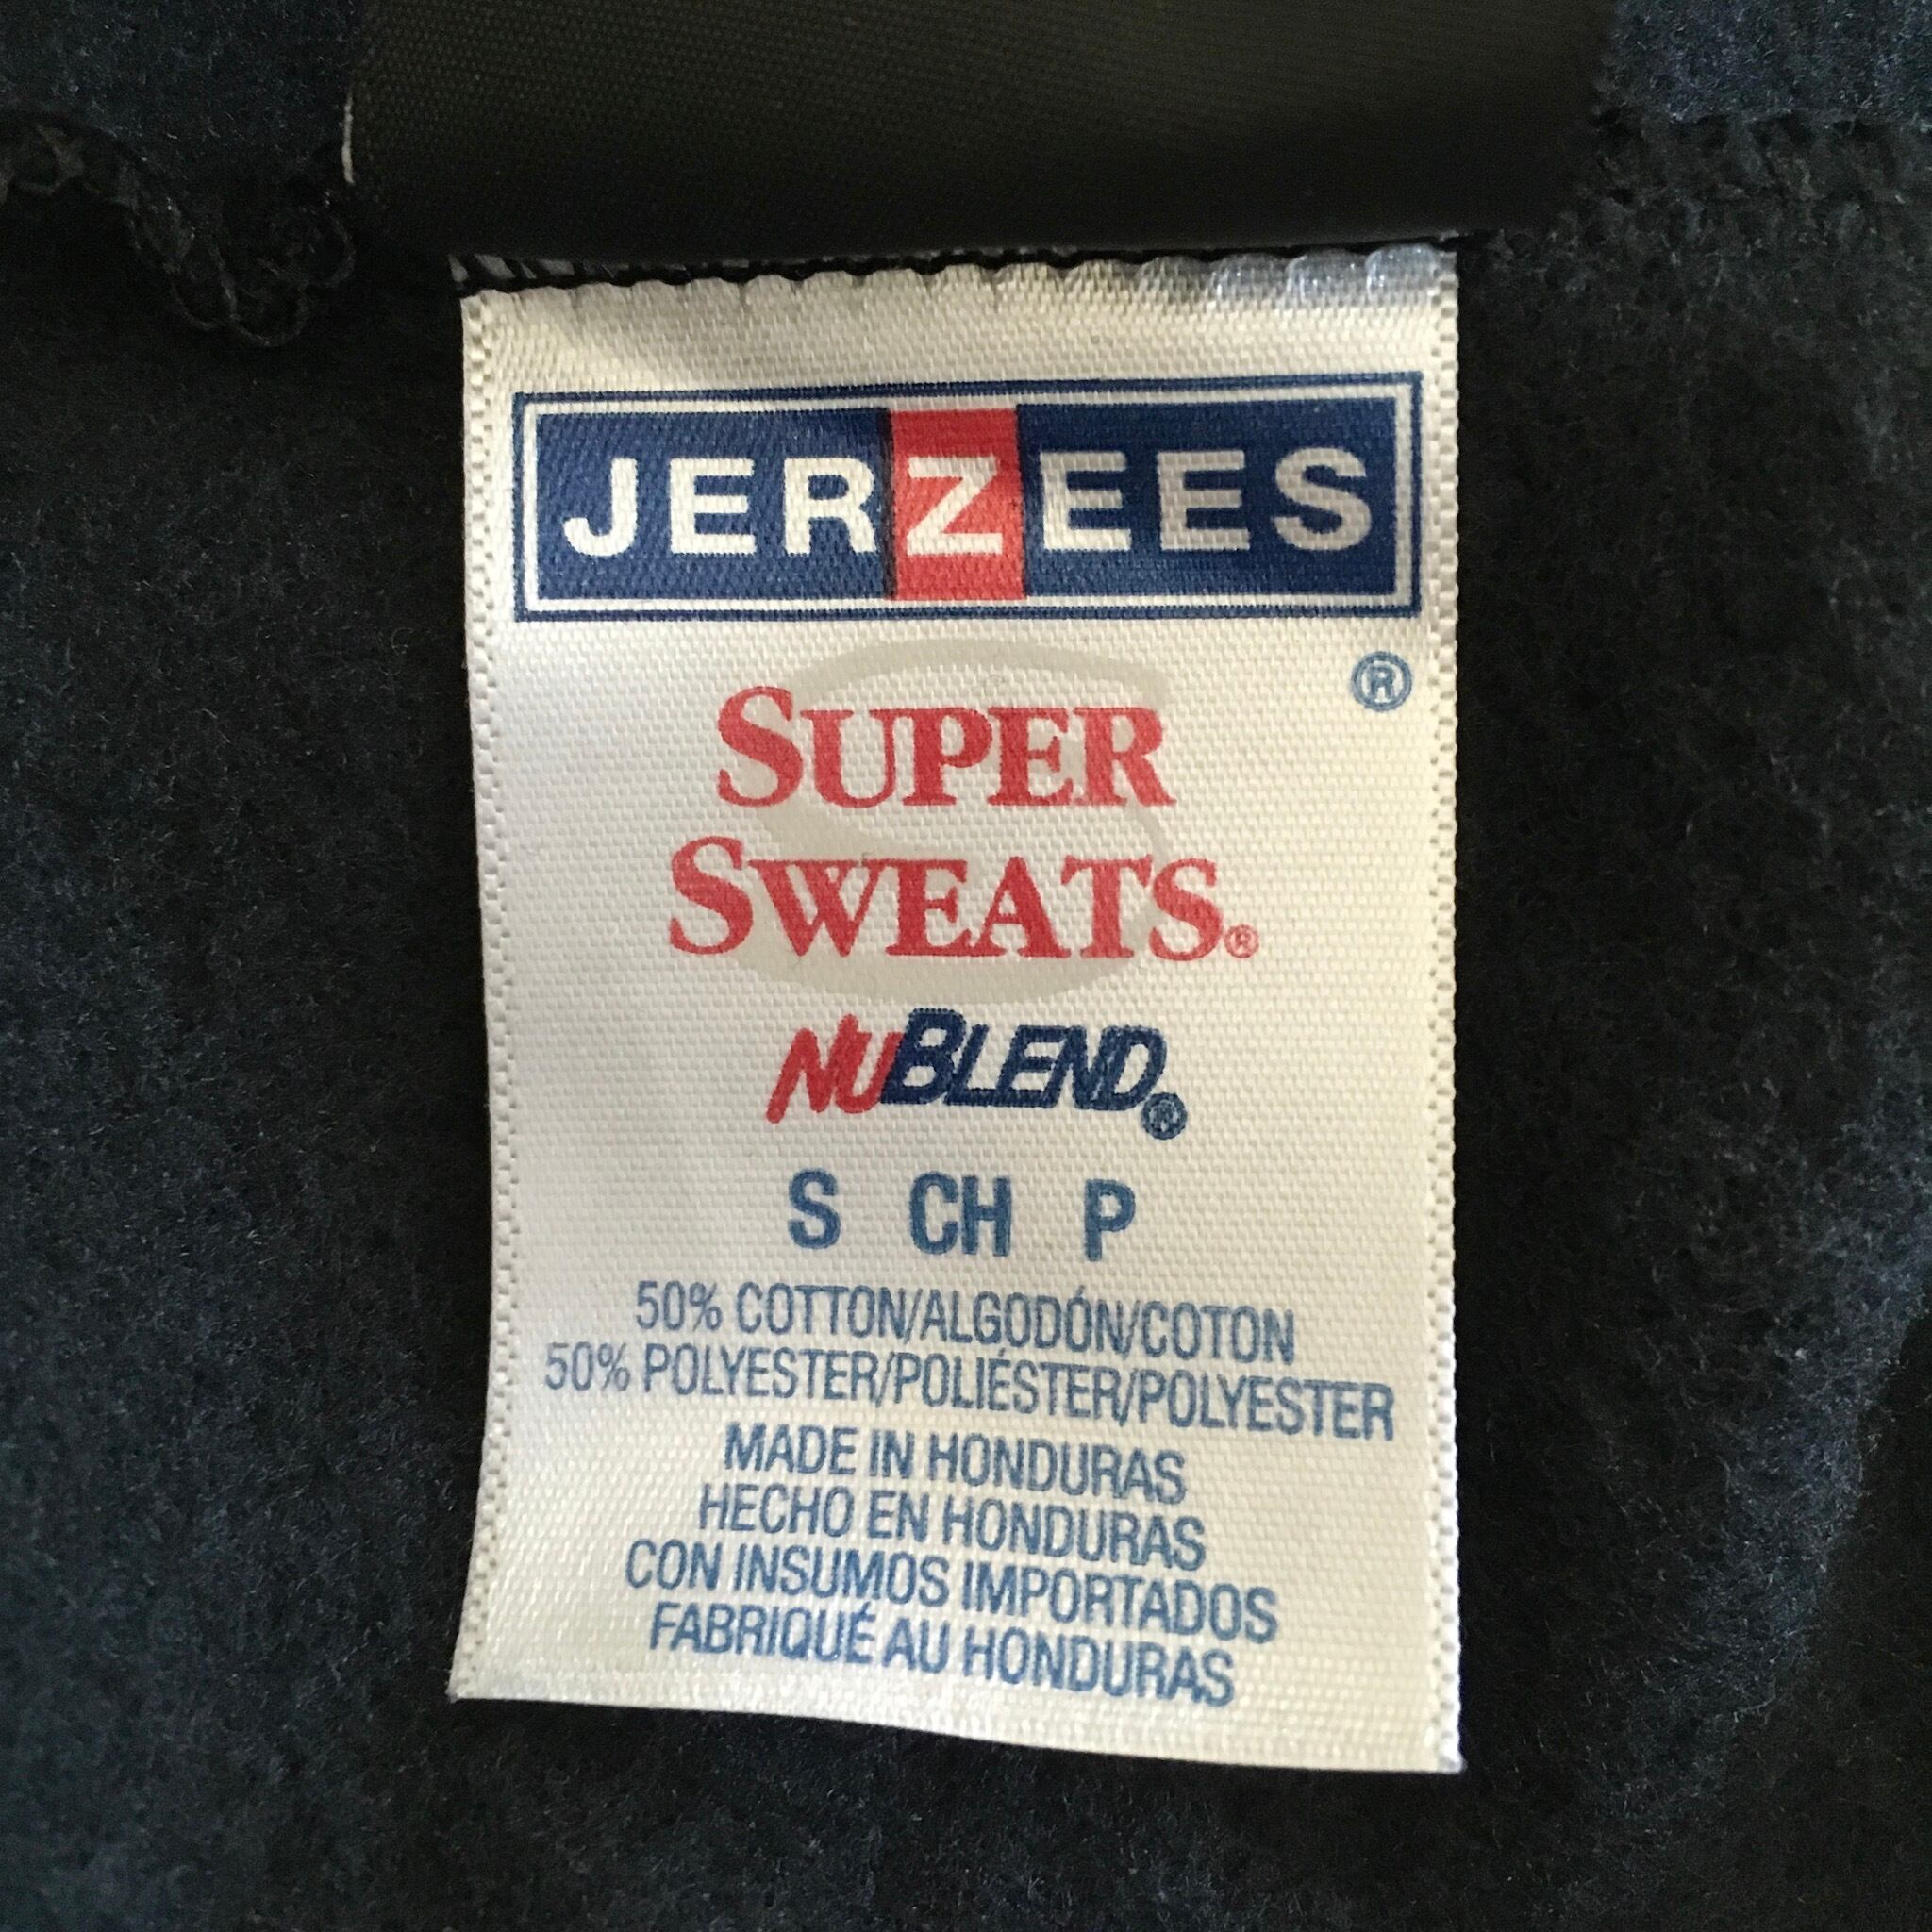 JERZEES
®
SUPER
SWEATS®
NUBLEND®
S CH P
50% COTTON/ALGODÓN/COTON
50% POLYESTER/POLIÉSTER/POLYESTER
MADE IN HONDURAS
HECHO EN HONDURAS
CON INSUMOS IMPORTADOS
FABRIQUÉ AU HONDURAS